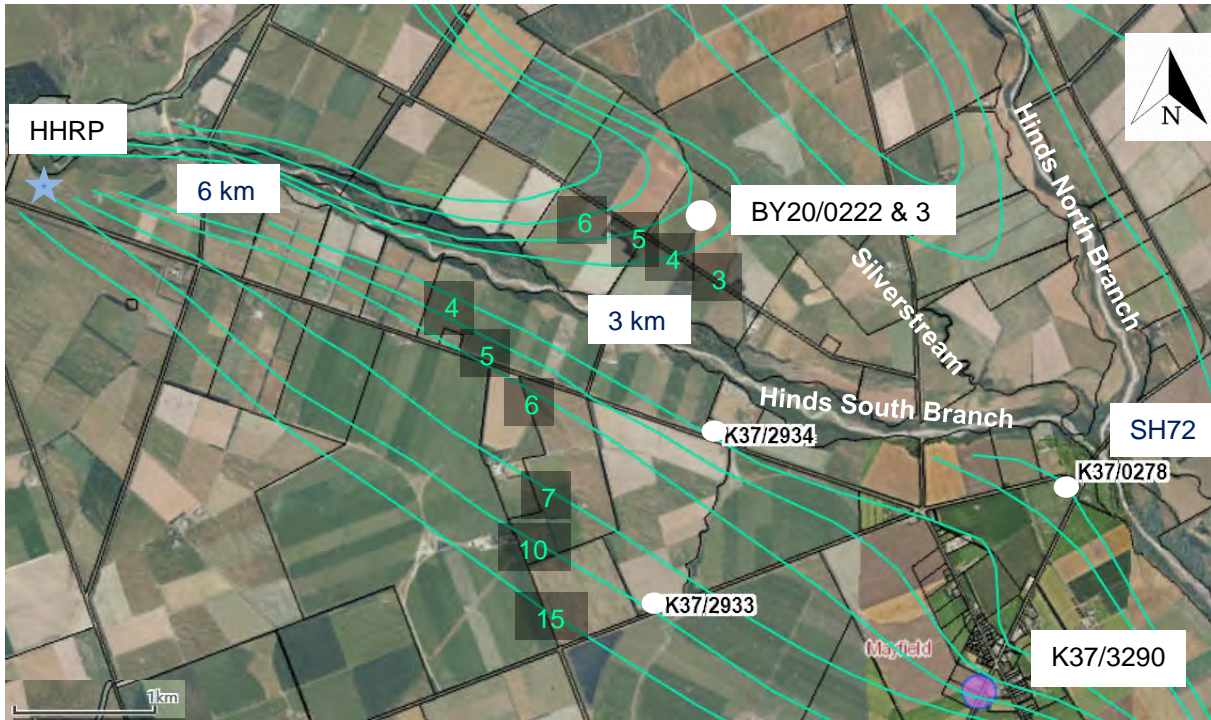 HHRP
6 km
N
Hinds North Branch
BY20/0222 & 3
6
5
4
3
Silverstream
4
3 km
5
6
Hinds South Branch
SH72
K37/2934
K37/0278
7
10
15
K37/2933
Mayfield
K37/3290
1km